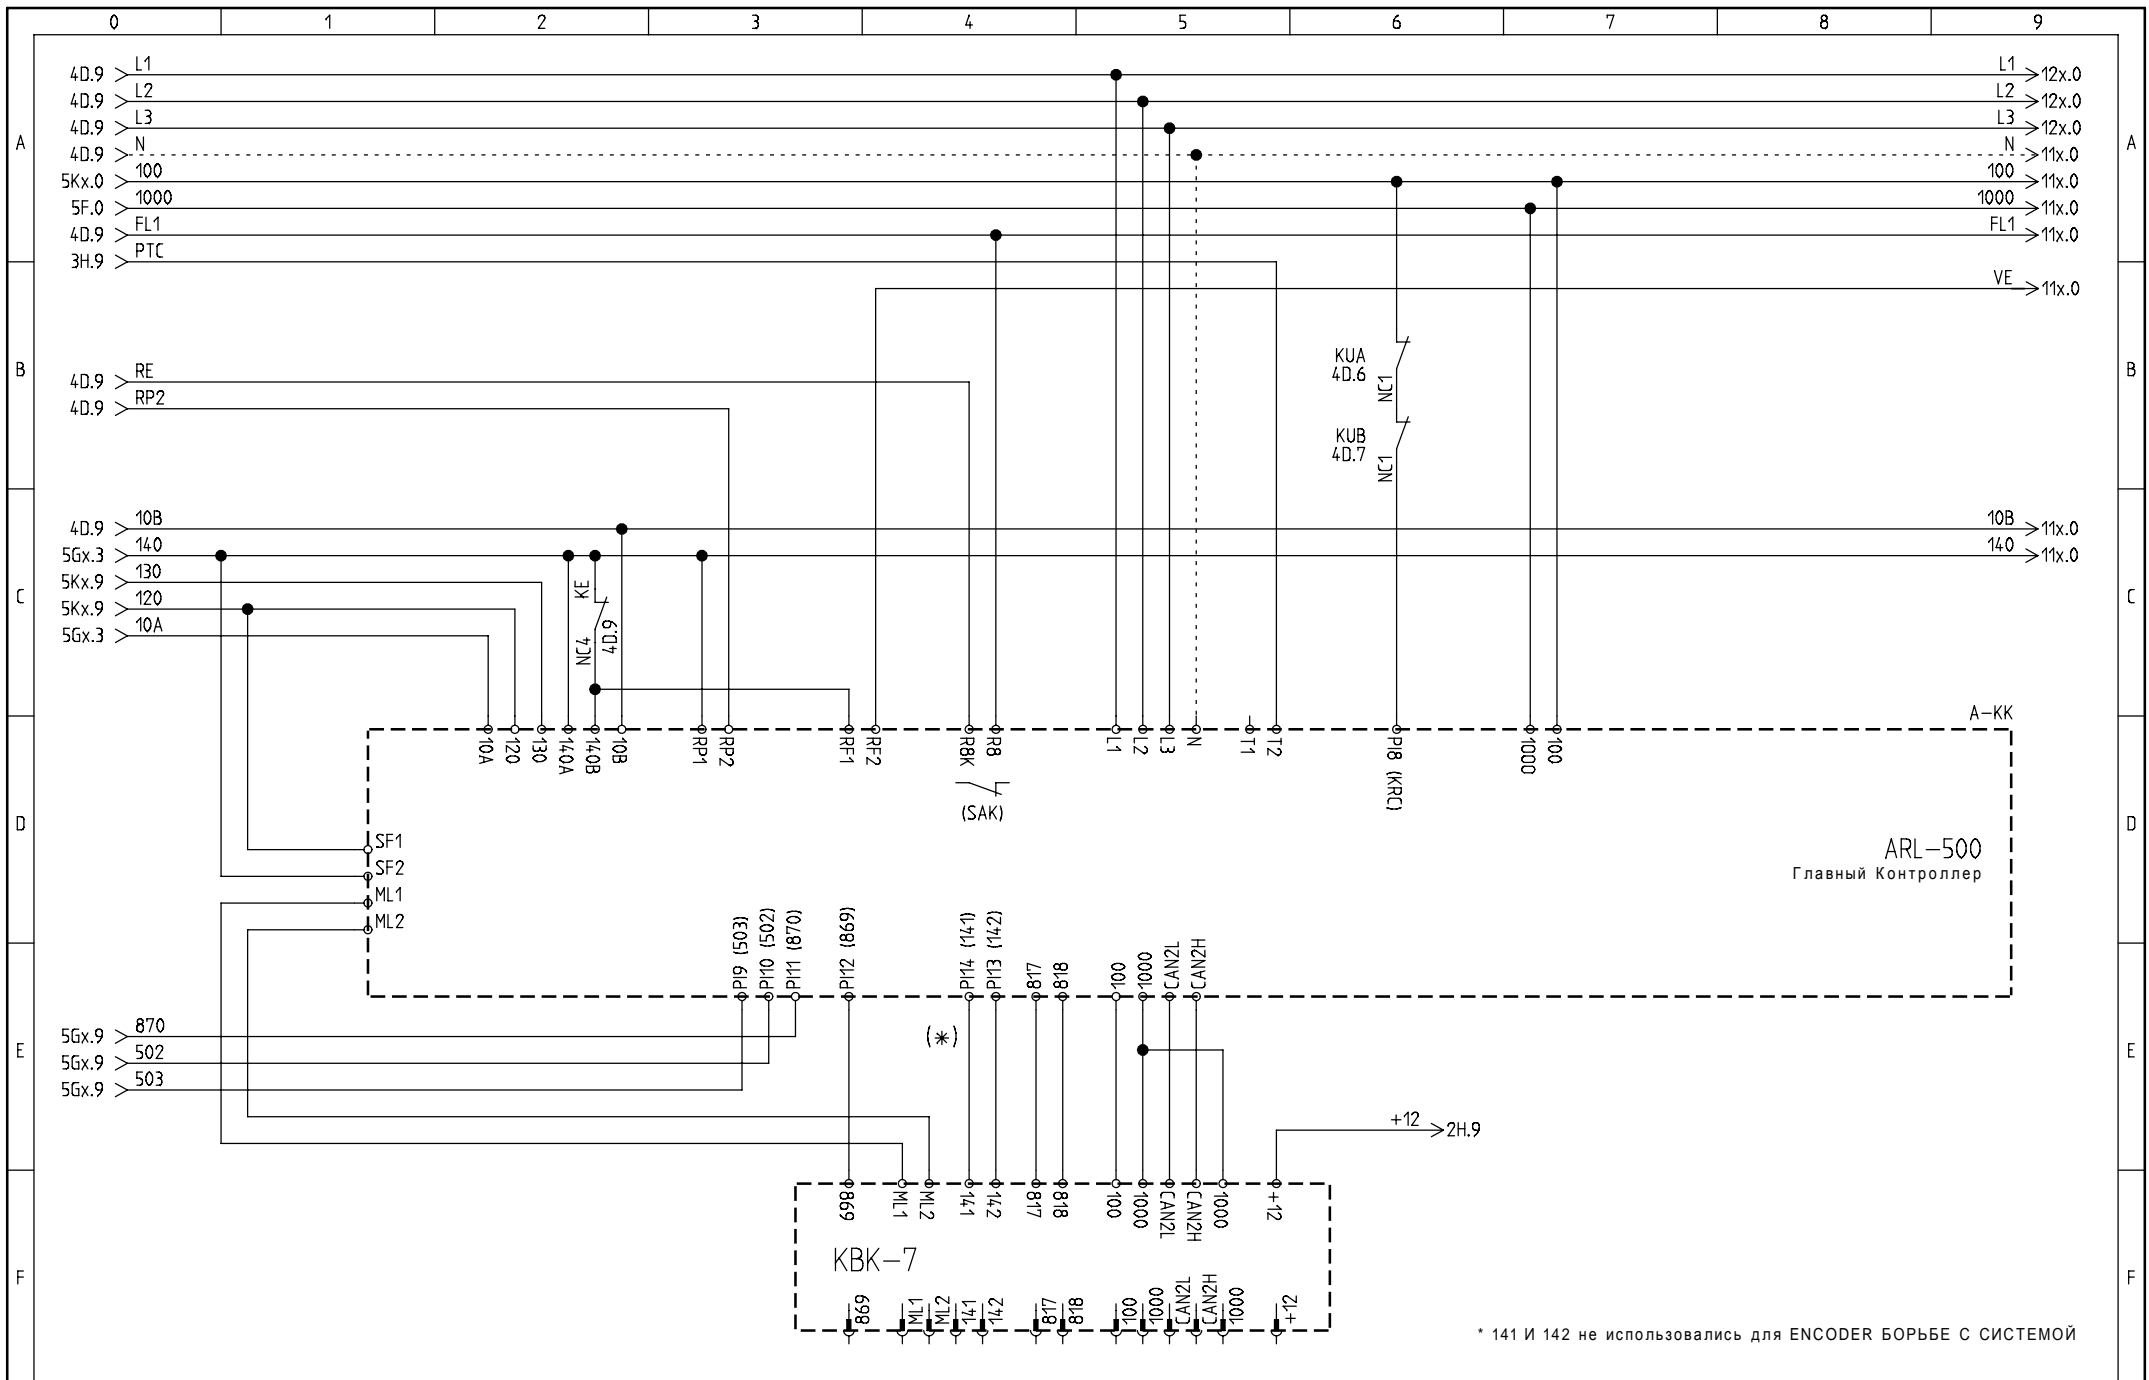 0 1 2 3 4 5 6 7 8 9
4D.9 L1 L1 12x.0
4D.9 L2 L2 12x.0
4D.9 L3 L3 12x.0
A A
4D.9 N N 11x.0
5Kx.0 100 100 11x.0
5F.0 1000 1000 11x.0
4D.9 FL1 FL1 11x.0
3H.9 PTC
VE 11x.0
KUA
4D.6
NC1
B B
4D.9 RE
4D.9 RP2
KUB
4D.7
NC1
4D.9 10B 10B 11x.0
5Gx.3 140 140 11x.0
5Kx.9 130
C C
5Kx.9 120
5Gx.3 10A
KE
NC4
4D.9
A-KK
10A 120 130 140A 140B 10B RP1 RP2 RF1 RF2 R8K R8 L1 L2 L3 N T1 T2 PI8 (KRC) 1000 100
(SAK)
D D
SF1
SF2
ML1
ML2
ARL-500
Главный Контроллер
PI9 (503) PI10 (502) PI11 (870) PI12 (869) PI14 (141) PI13 (142) 817 818 100 1000 CAN2L CAN2H
5Gx.9 870
(*)
E E
5Gx.9 502
5Gx.9 503
+12 2H.9
869 ML1 ML2 141 142 817 818 100 1000 CAN2L CAN2H 1000 +12
KBK-7
F F
869 ML1 ML2 141 142 817 818 100 1000 CAN2L CAN2H 1000 +12
* 141 И 142 не использовались для ENCODER БОРЬБЕ С СИСТЕМОЙ